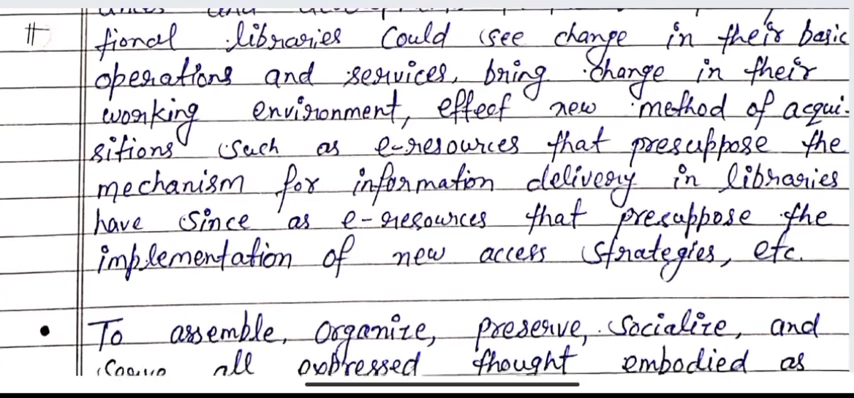 #
tional libraries could see change in their basic
operations and services, bring change in their
working environment, effect new method of acqui-
sitions such as e-resources that presuppose the
mechanism for information delivery in libraries
have since as e-resources that presuppose the
implementation of new access strategies, etc.
• To assemble, organize, preserve, socialize, and
all expressed thought embodied as